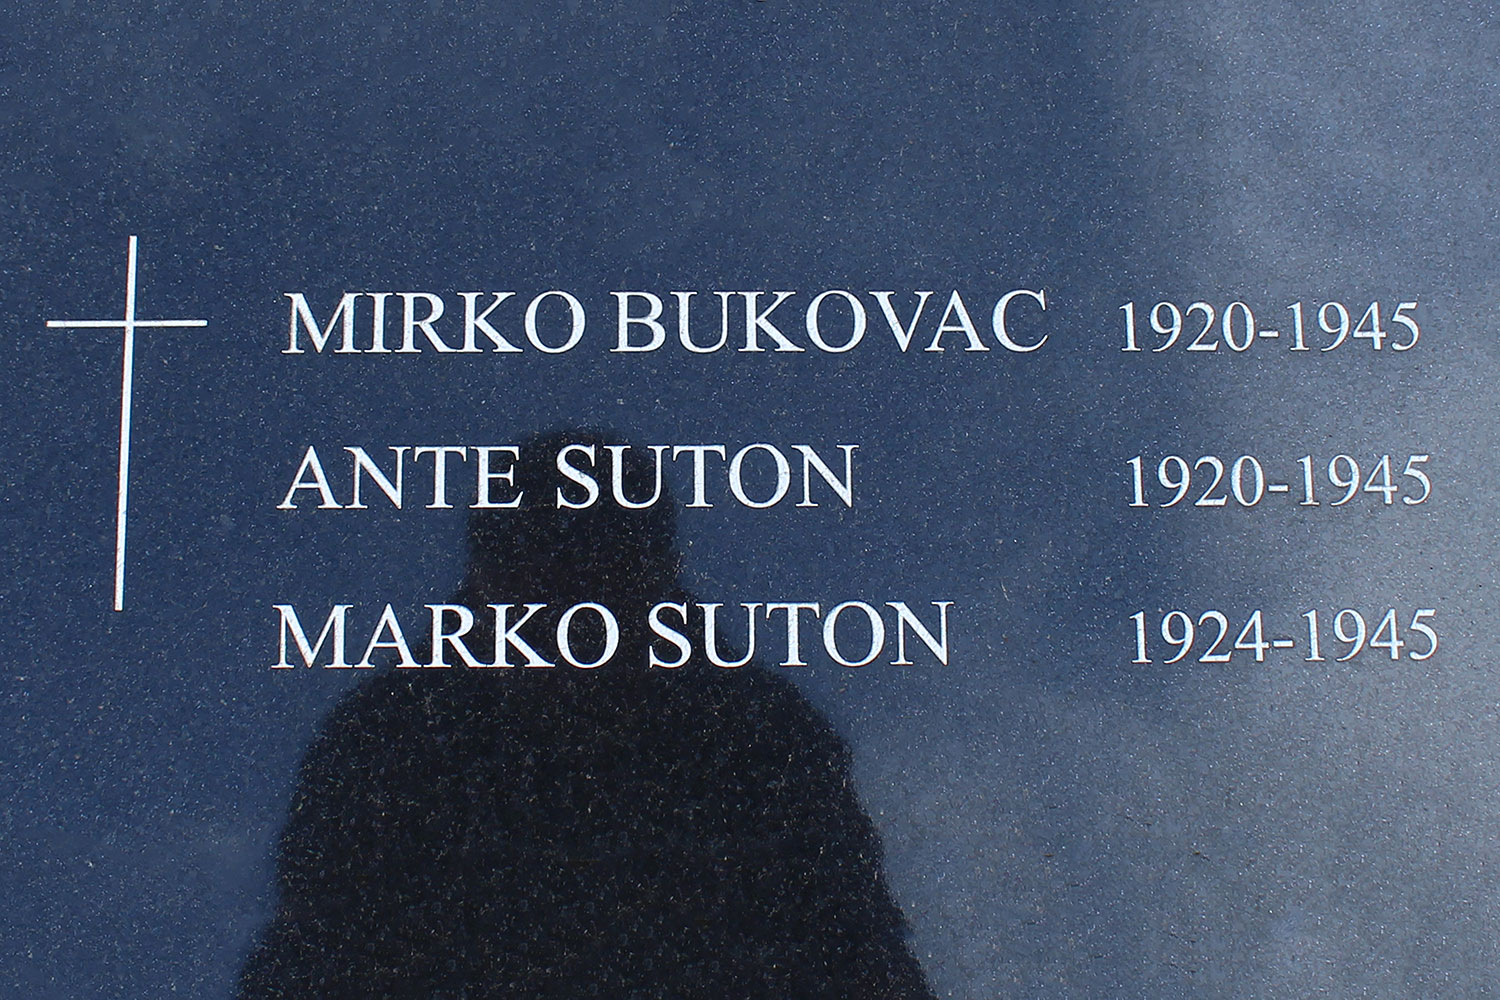 MIRKO BUKOVAC 1920-1945
ANTE SUTON 1920-1945
MARKO SUTON 1924-1945